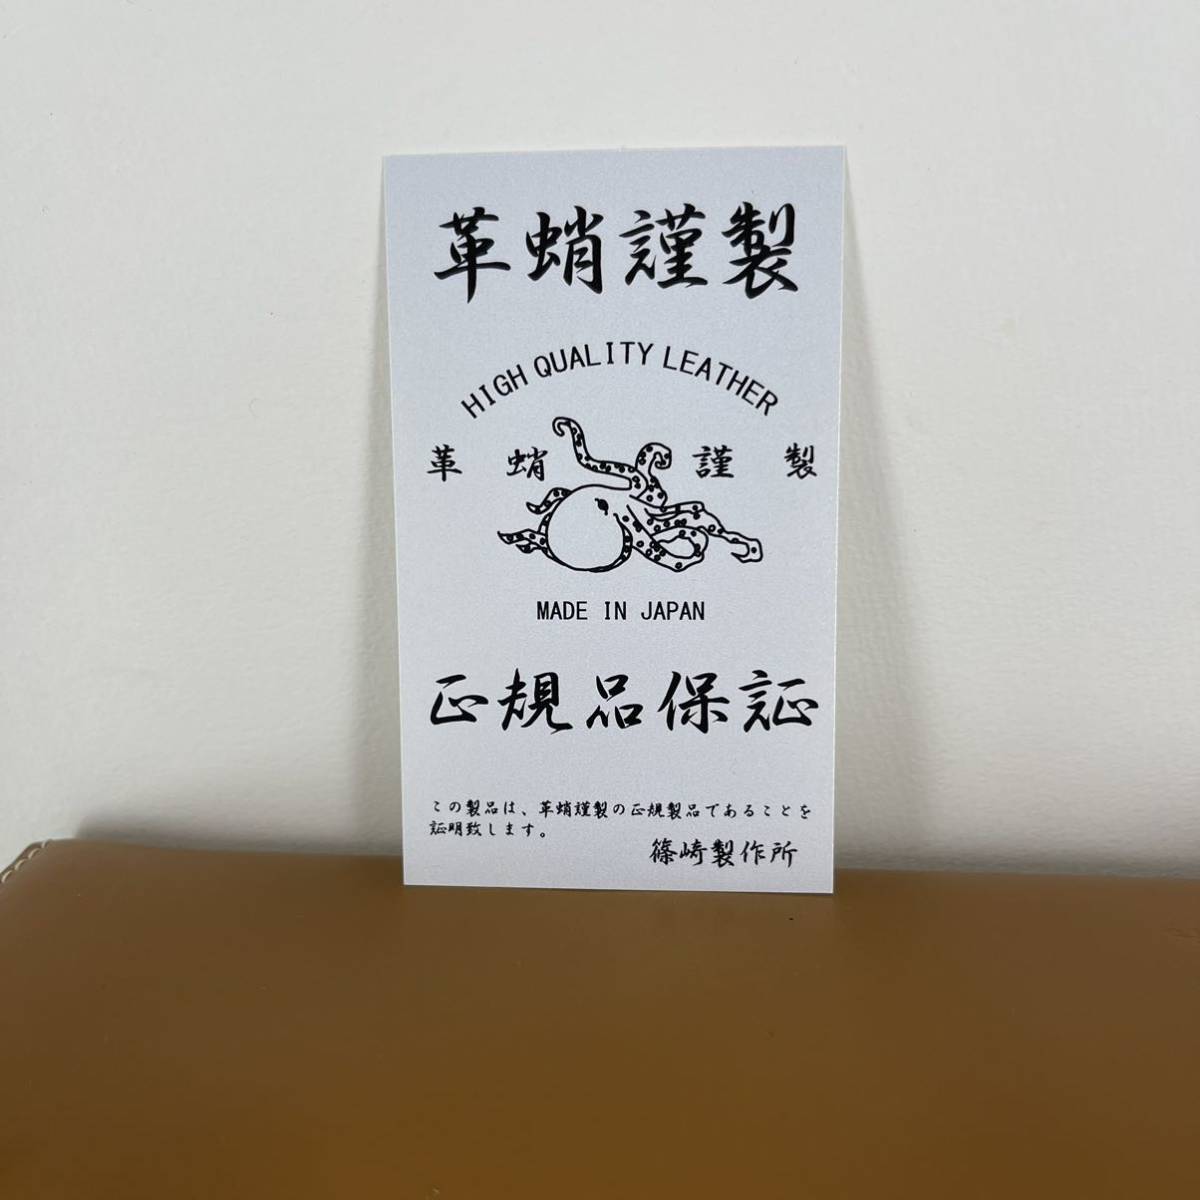 革蛸謹製
HIGH QUALITY LEATHER
革 蛸 謹 製
MADE IN JAPAN
正規品保証
この製品は、革蛸謹製の正規製品であることを
証明致します。
篠崎製作所